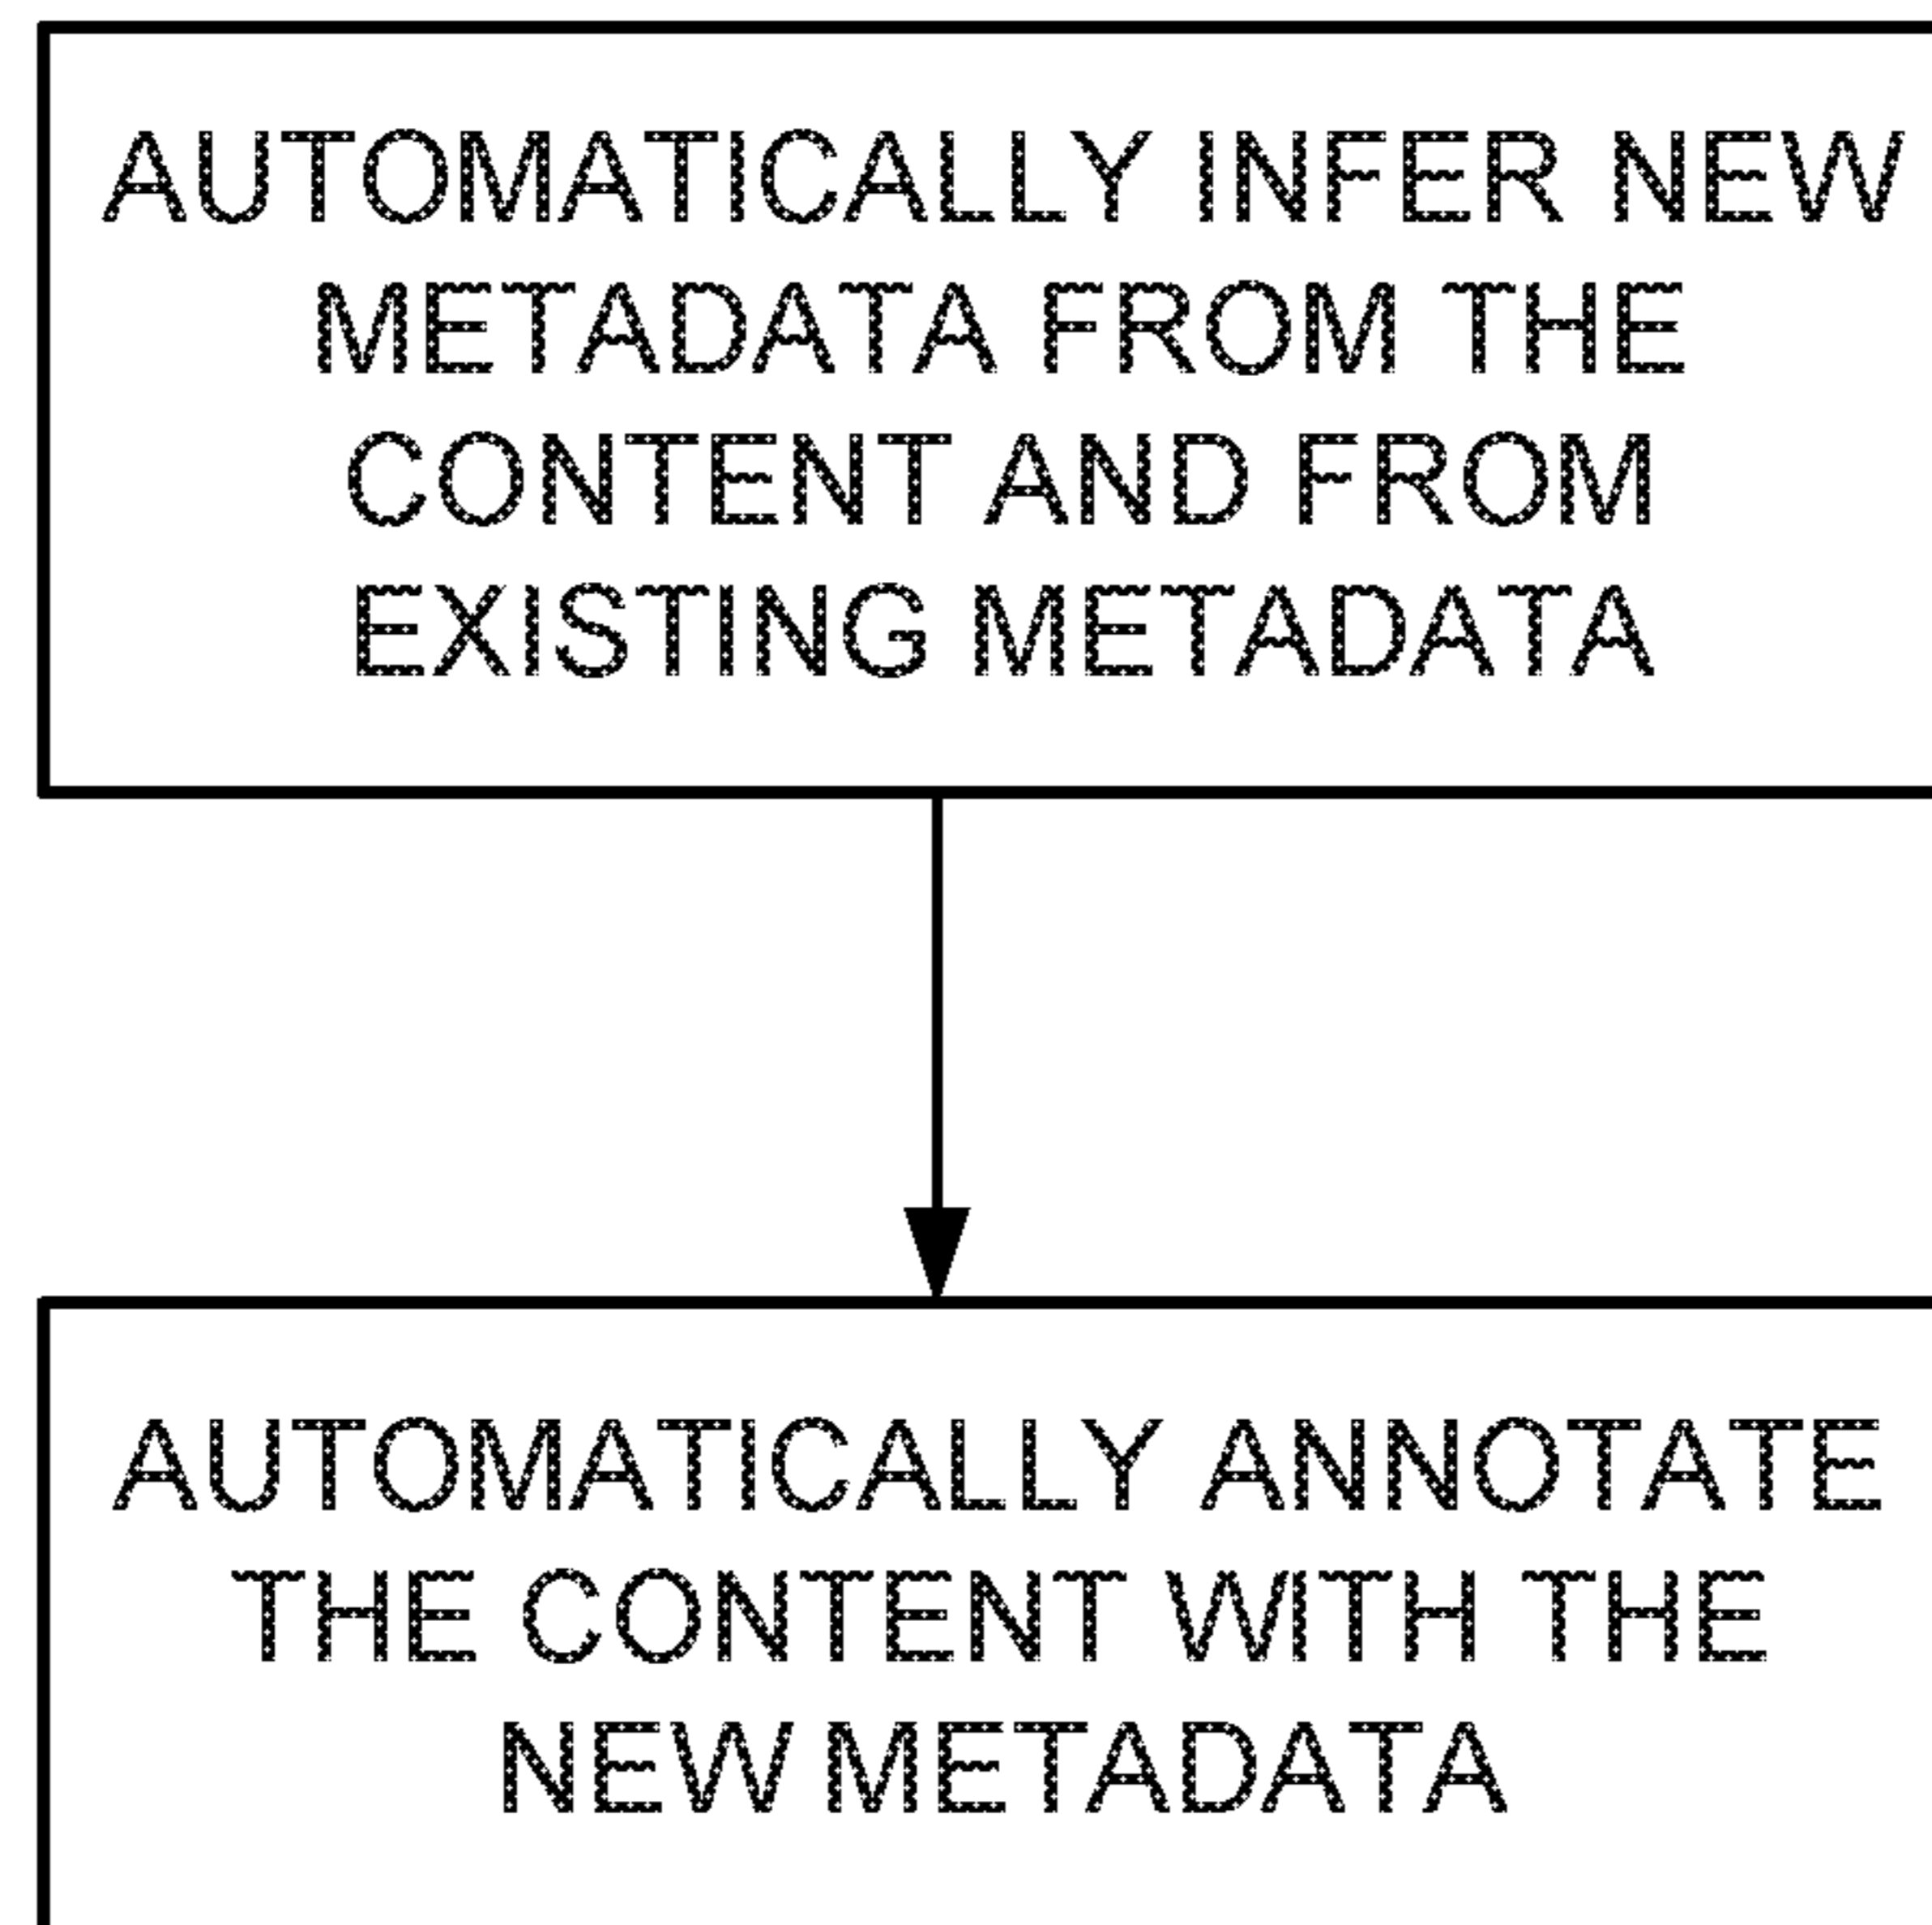 AUTOMATICALLY INFER NEW
METADATA FROM THE
CONTENT AND FROM
EXISTING METADATA
AUTOMATICALLY ANNOTATE
THE CONTENT WITH THE
NEW METADATA